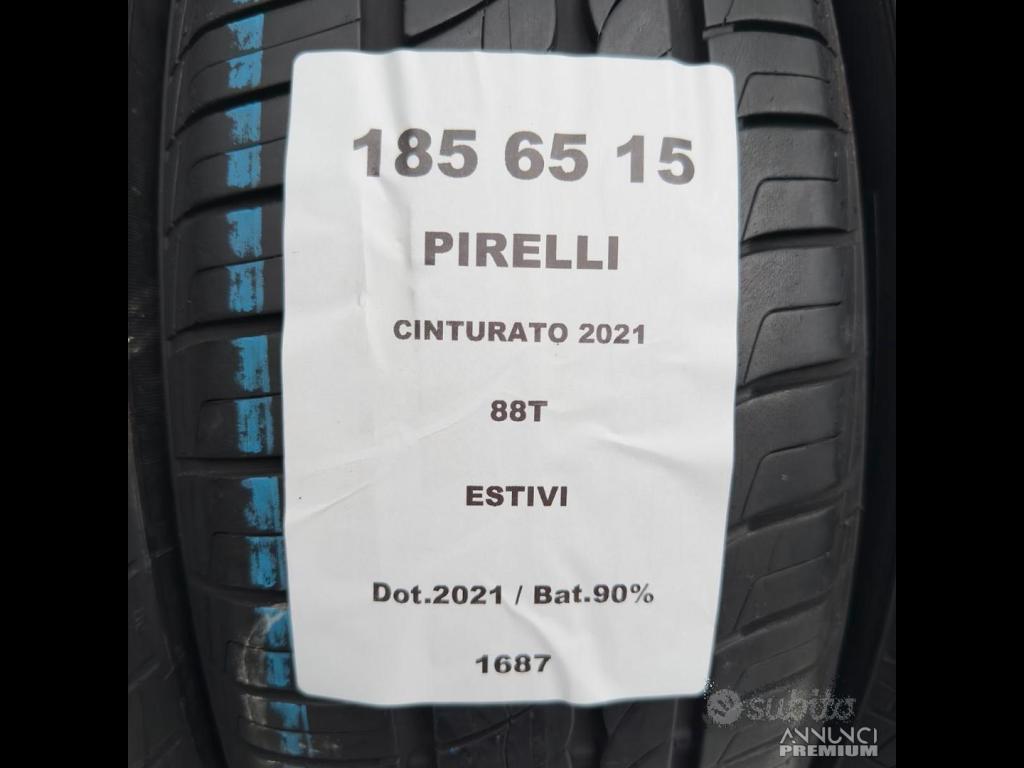 185 65 15
PIRELLI
CINTURATO 2021
88T
ESTIVI
Dot.2021 / Bat.90%
1687
subito
ANNUNCI
PREMIUM